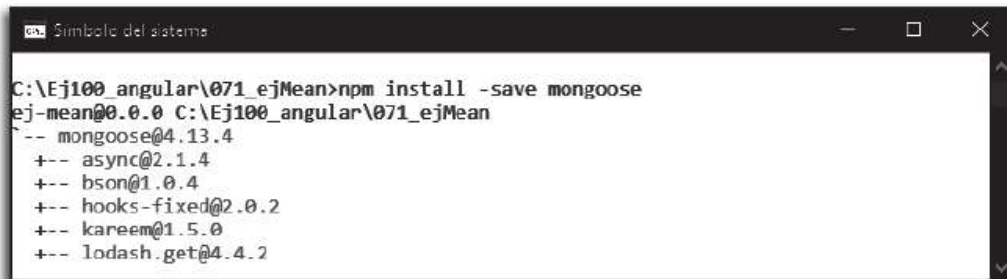 Símbolo del sistema
C:\Ej100_angular\071_ejMean>npm install -save mongoose
ej-mean@0.0.0 C:\Ej100_angular\071_ejMean
`-- mongoose@4.13.4
+-- async@2.1.4
+-- bson@1.0.4
+-- hooks-fixed@2.0.2
+-- kareem@1.5.0
+-- lodash.get@4.4.2